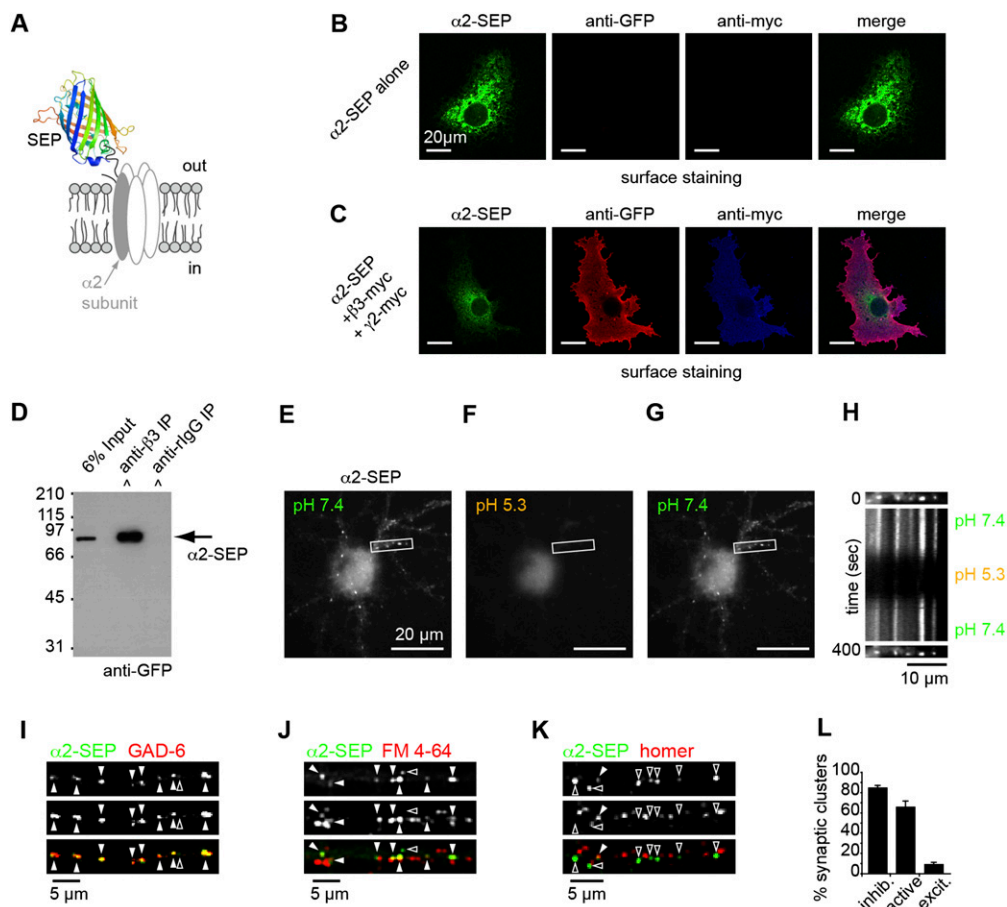 A
SEP
out
in
α2
subunit
B
α2-SEP anti-GFP anti-myc merge
α2-SEP alone
20μm
surface staining
C
α2-SEP anti-GFP anti-myc merge
α2-SEP
+β3-myc
+ γ2-myc
surface staining
D
6% Input
anti-β3 IP
anti-rIgG IP
210
115
97
66
45
31
α2-SEP
anti-GFP
E
α2-SEP
pH 7.4
20 μm
F
pH 5.3
G
pH 7.4
H
0
time (sec)
400
pH 7.4
pH 5.3
pH 7.4
10 μm
I
α2-SEP GAD-6
5 μm
J
α2-SEP FM 4-64
5 μm
K
α2-SEP homer
5 μm
L
% synaptic clusters
100
80
60
40
20
0
inhib.
active
excit.